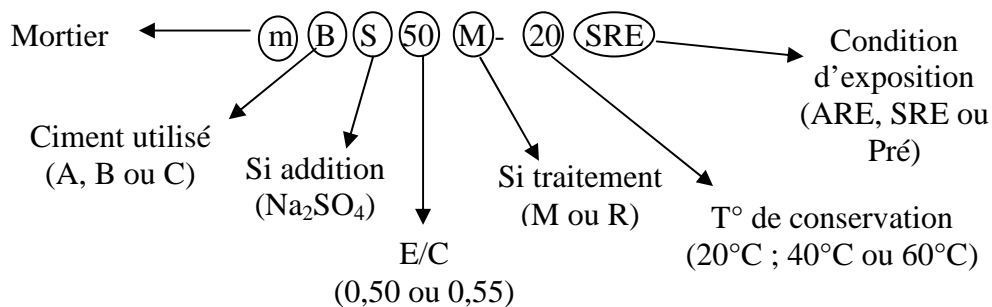 Mortier
m B S 50 M- 20 SRE
Condition
d'exposition
(ARE, SRE ou
Pré)
Ciment utilisé
(A, B ou C)
Si addition
(Na₂SO₄)
E/C
(0,50 ou 0,55)
Si traitement
(M ou R)
T° de conservation
(20°C ; 40°C ou 60°C)